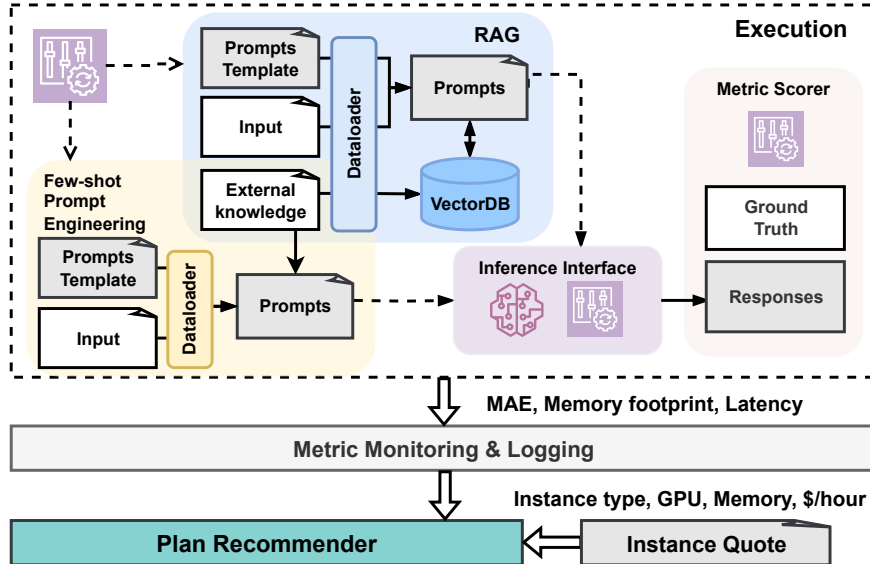 Execution
RAG
Prompts
Template
Input
External
knowledge
Dataloader
Prompts
VectorDB
Few-shot
Prompt
Engineering
Prompts
Template
Input
Dataloader
Prompts
Inference Interface
Metric Scorer
Ground
Truth
Responses
MAE, Memory footprint, Latency
Metric Monitoring & Logging
Instance type, GPU, Memory, $/hour
Plan Recommender
Instance Quote